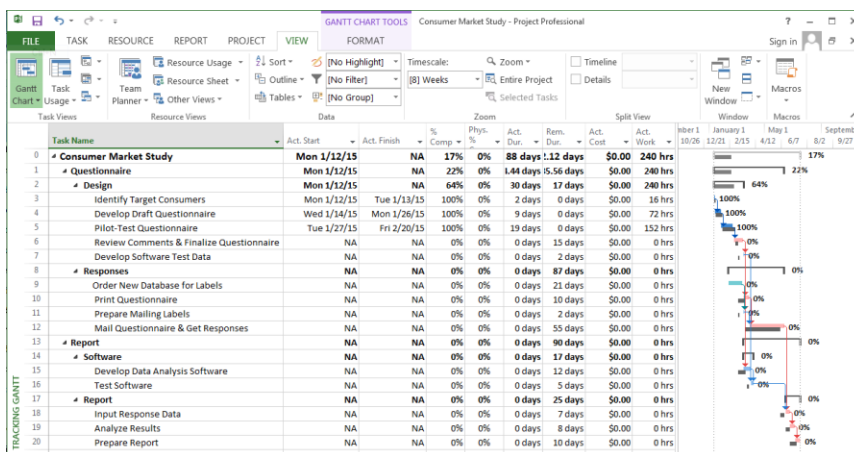 GANTT CHART TOOLS Consumer Market Study - Project Professional ?
FILE TASK RESOURCE REPORT PROJECT VIEW FORMAT Sign in
Resource Usage Sort [No Highlight] Timescale: Zoom Timeline
Resource Sheet Outline [No Filter] [8] Weeks Entire Project Details
Other Views Tables [No Group] Selected Tasks
Gantt Chart
Task Usage
Team Planner
New Window
Macros
Task Views Resource Views Data Zoom Split View Window Macros
Task Name Act. Start Act. Finish % Comp Phys. % Act. Dur. Rem. Dur. Act. Cost Act. Work
mber 1 January 1 May 1 Septemb
10/26 12/21 2/15 4/12 6/7 8/2 9/27
0 Consumer Market Study Mon 1/12/15 NA 17% 0% 88 days 2.12 days $0.00 240 hrs 17%
1 Questionnaire Mon 1/12/15 NA 22% 0% 1.44 days 35.56 days $0.00 240 hrs 22%
2 Design Mon 1/12/15 NA 64% 0% 30 days 17 days $0.00 240 hrs 64%
3 Identify Target Consumers Mon 1/12/15 Tue 1/13/15 100% 0% 2 days 0 days $0.00 16 hrs 100%
4 Develop Draft Questionnaire Wed 1/14/15 Mon 1/26/15 100% 0% 9 days 0 days $0.00 72 hrs 100%
5 Pilot-Test Questionnaire Tue 1/27/15 Fri 2/20/15 100% 0% 19 days 0 days $0.00 152 hrs 100%
6 Review Comments & Finalize Questionnaire NA NA 0% 0% 0 days 15 days $0.00 0 hrs 0%
7 Develop Software Test Data NA NA 0% 0% 0 days 2 days $0.00 0 hrs 0%
8 Responses NA NA 0% 0% 0 days 87 days $0.00 0 hrs 0%
9 Order New Database for Labels NA NA 0% 0% 0 days 21 days $0.00 0 hrs 0%
10 Print Questionnaire NA NA 0% 0% 0 days 10 days $0.00 0 hrs 0%
11 Prepare Mailing Labels NA NA 0% 0% 0 days 2 days $0.00 0 hrs 0%
12 Mail Questionnaire & Get Responses NA NA 0% 0% 0 days 55 days $0.00 0 hrs 0%
13 Report NA NA 0% 0% 0 days 90 days $0.00 0 hrs 0%
14 Software NA NA 0% 0% 0 days 17 days $0.00 0 hrs 0%
15 Develop Data Analysis Software NA NA 0% 0% 0 days 12 days $0.00 0 hrs 0%
16 Test Software NA NA 0% 0% 0 days 5 days $0.00 0 hrs 0%
17 Report NA NA 0% 0% 0 days 25 days $0.00 0 hrs 0%
18 Input Response Data NA NA 0% 0% 0 days 7 days $0.00 0 hrs 0%
19 Analyze Results NA NA 0% 0% 0 days 8 days $0.00 0 hrs 0%
20 Prepare Report NA NA 0% 0% 0 days 10 days $0.00 0 hrs 0%
TRACKING GANTT